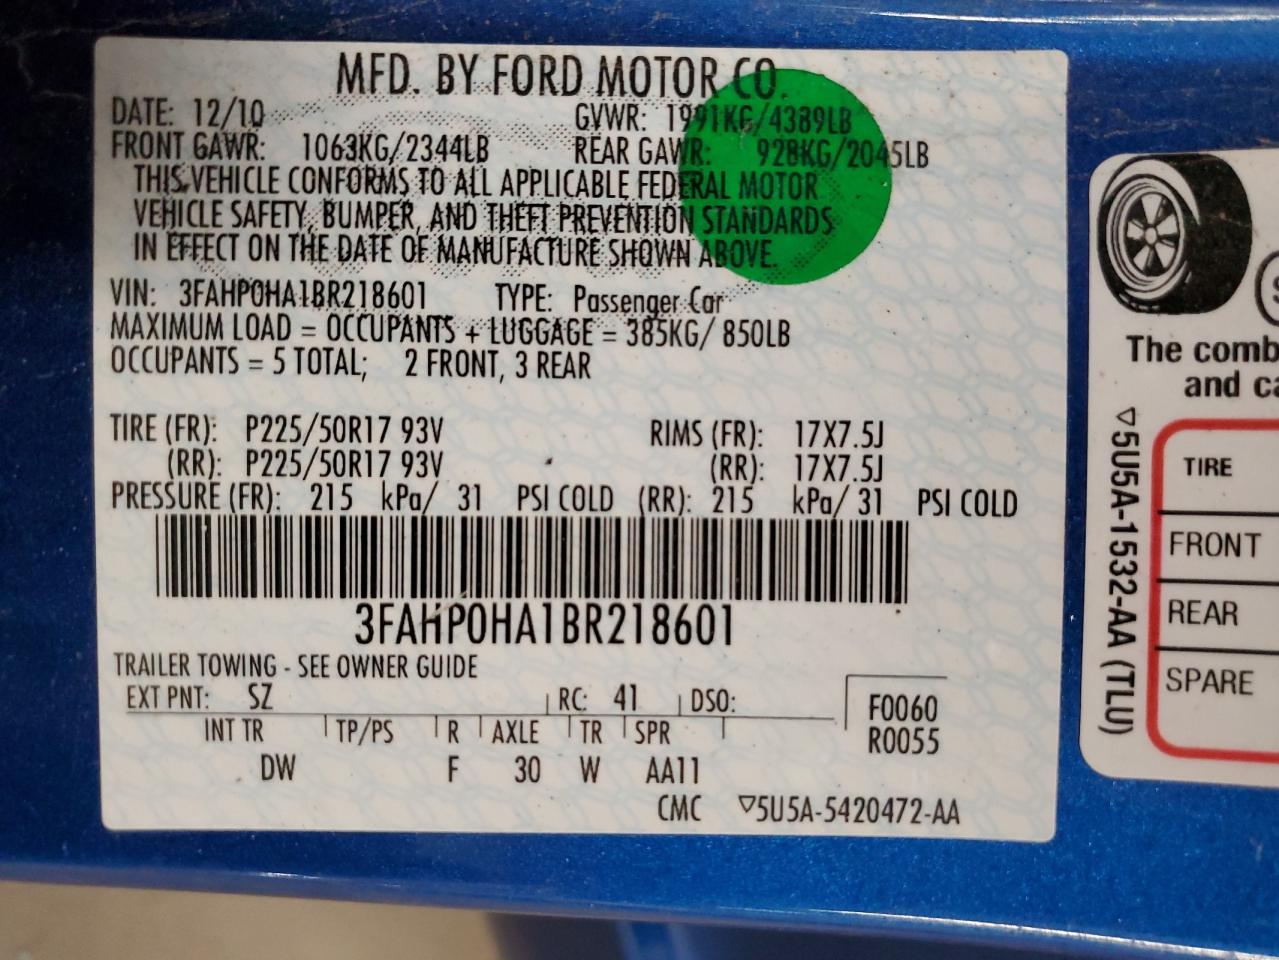 MFD. BY FORD MOTOR CO.
DATE: 12/10 GVWR: 1991KG/4389LB
FRONT GAWR: 1063KG/2344LB REAR GAWR: 928KG/2045LB
THIS VEHICLE CONFORMS TO ALL APPLICABLE FEDERAL MOTOR
VEHICLE SAFETY, BUMPER, AND THEFT PREVENTION STANDARDS
IN EFFECT ON THE DATE OF MANUFACTURE SHOWN ABOVE.
VIN: 3FAHP0HA1BR218601 TYPE: Passenger Car
MAXIMUM LOAD = OCCUPANTS + LUGGAGE = 385KG/ 850LB
OCCUPANTS = 5 TOTAL; 2 FRONT, 3 REAR
TIRE (FR): P225/50R17 93V RIMS (FR): 17X7.5J
(RR): P225/50R17 93V (RR): 17X7.5J
PRESSURE (FR): 215 kPa/ 31 PSI COLD (RR): 215 kPa/ 31 PSI COLD
3FAHP0HA1BR218601
TRAILER TOWING - SEE OWNER GUIDE
EXT PNT: SZ RC: 41 DSO:
INT TR TP/PS R AXLE TR SPR
DW F 30 W AA11
F0060
R0055
CMC ▽5U5A-5420472-AA
The comb
and ca
▽5U5A-1532-AA (TLU)
TIRE
FRONT
REAR
SPARE